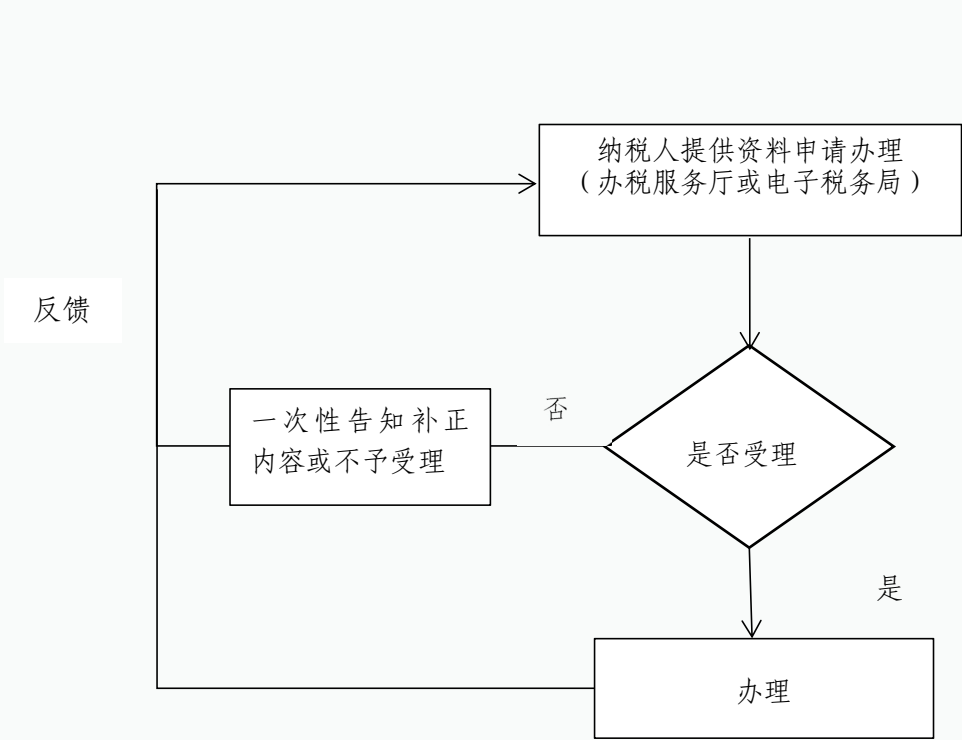 纳税人提供资料申请办理
（办税服务厅或电子税务局）
反馈
否
一次性告知补正
内容或不予受理
是否受理
是
办理